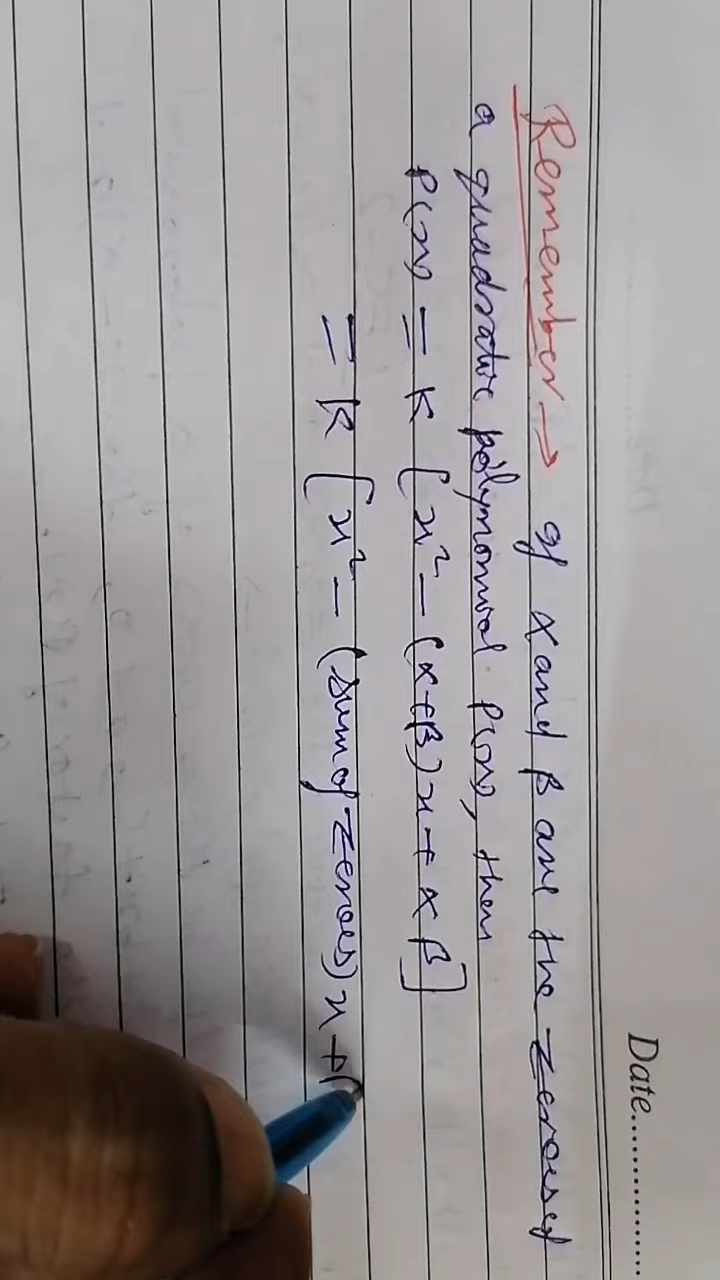 Date..............
Remember → If α and β are the zeroes of
a quadratic polynomial P(x), then
P(x) = K [x² - (α+β)x + αβ]
= K [x² - (sum of zeroes)x + (